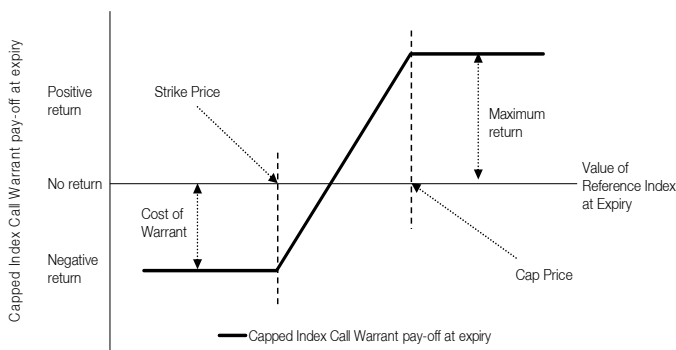 Capped Index Call Warrant pay-off at expiry
Positive
return
Strike Price
Maximum
return
No return
Value of
Reference Index
at Expiry
Cost of
Warrant
Negative
return
Cap Price
Capped Index Call Warrant pay-off at expiry